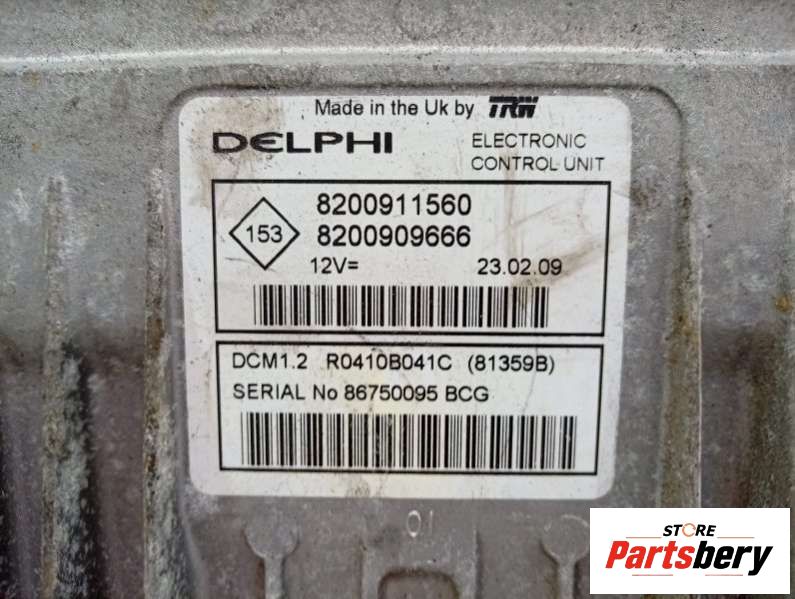 Made in the Uk by TRW
DELPHI
ELECTRONIC
CONTROL UNIT
153
8200911560
8200909666
12V=
23.02.09
DCM1.2 R0410B041C (81359B)
SERIAL No 86750095 BCG
01
STORE
Partsbery